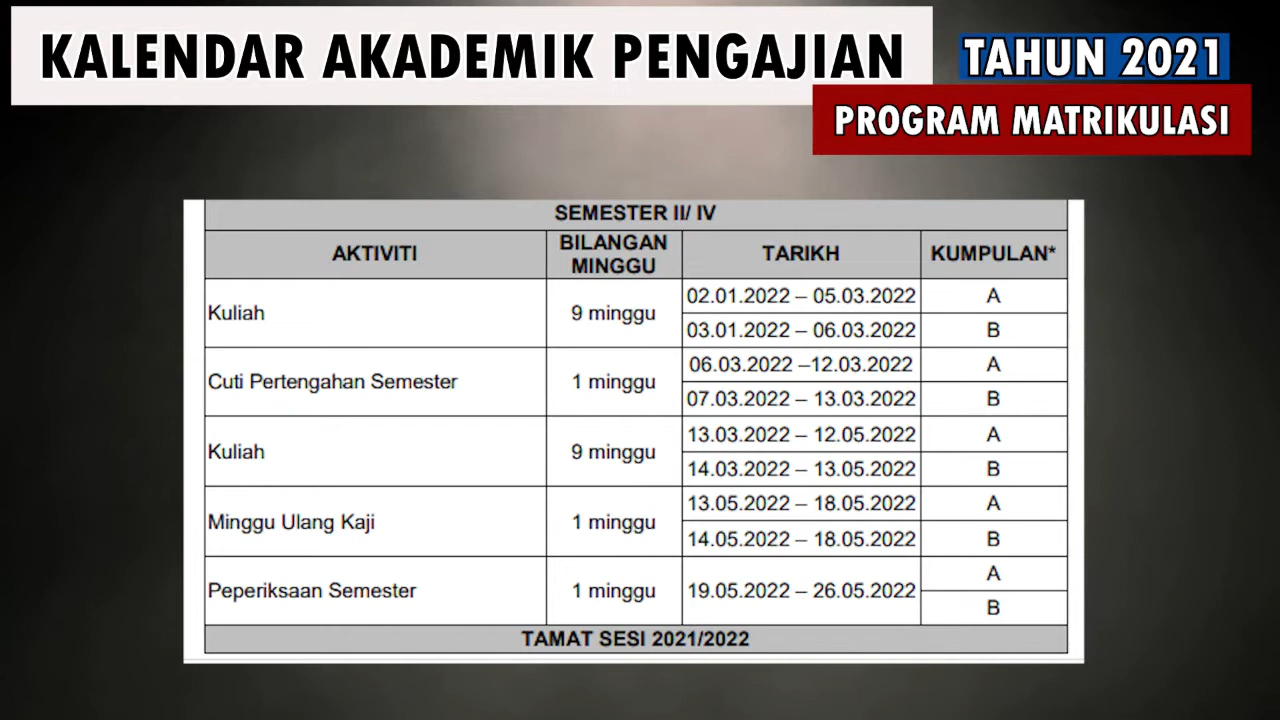 KALENDAR AKADEMIK PENGAJIAN
TAHUN 2021
PROGRAM MATRIKULASI
SEMESTER II/ IV
AKTIVITI
BILANGAN
MINGGU
TARIKH
KUMPULAN*
Kuliah
9 minggu
02.01.2022 – 05.03.2022
A
03.01.2022 – 06.03.2022
B
Cuti Pertengahan Semester
1 minggu
06.03.2022 –12.03.2022
A
07.03.2022 – 13.03.2022
B
Kuliah
9 minggu
13.03.2022 – 12.05.2022
A
14.03.2022 – 13.05.2022
B
Minggu Ulang Kaji
1 minggu
13.05.2022 – 18.05.2022
A
14.05.2022 – 18.05.2022
B
Peperiksaan Semester
1 minggu
19.05.2022 – 26.05.2022
A
B
TAMAT SESI 2021/2022